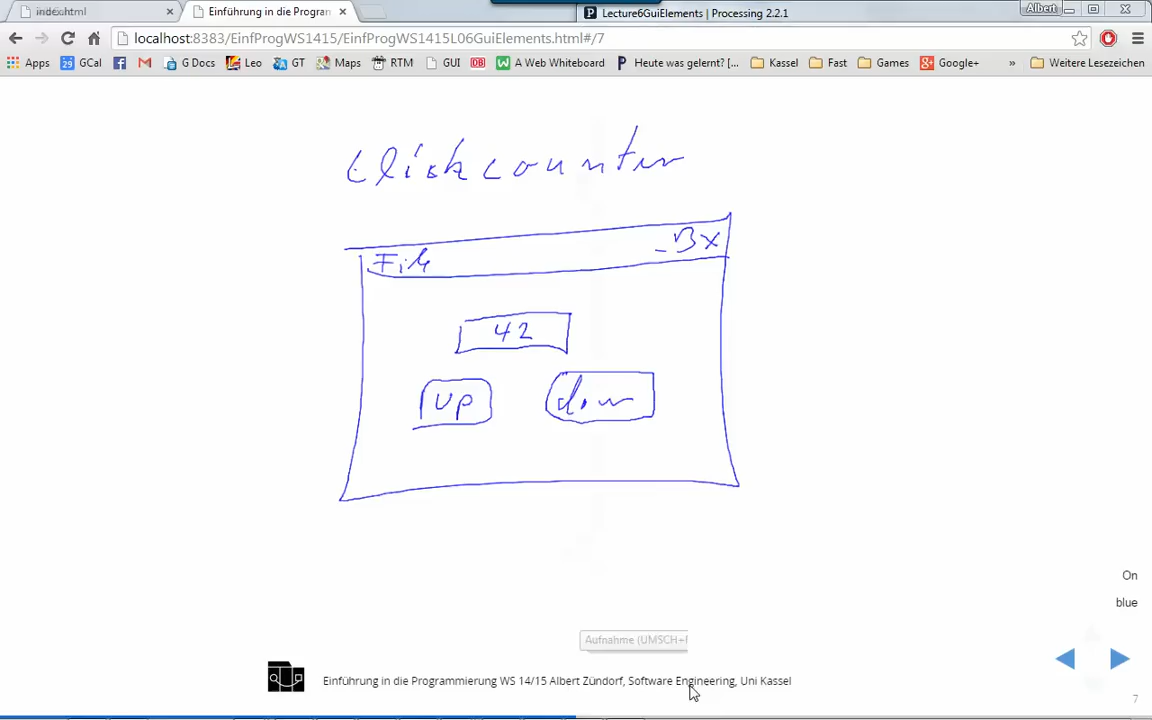 index.html
Einführung in die Program
Lecture6GuiElements | Processing 2.2.1
Albert
localhost:8383/EinfProgWS1415/EinfProgWS1415L06GuiElements.html#/7
Apps GCal G Docs Leo GT Maps RTM GUI A Web Whiteboard Heute was gelernt? [... Kassel Fast Games Google+ » Weitere Lesezeichen
Clickcounter
File
42
up down
On
blue
Aufnahme (UMSCH+F
Einführung in die Programmierung WS 14/15 Albert Zündorf, Software Engineering, Uni Kassel
7